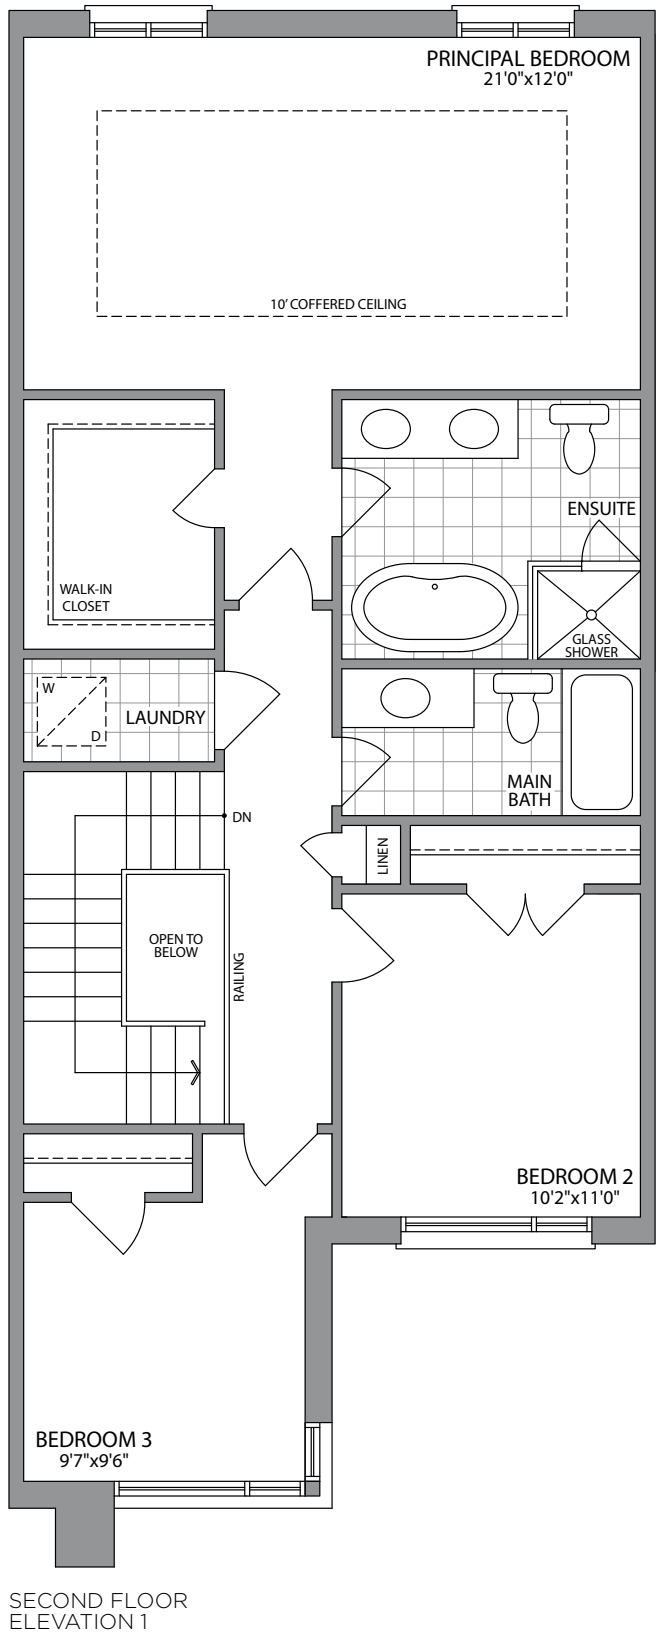 PRINCIPAL BEDROOM
21'0"x12'0"
10' COFFERED CEILING
ENSUITE
WALK-IN
CLOSET
GLASS
SHOWER
W
D
LAUNDRY
MAIN
BATH
DN
LINEN
OPEN TO
BELOW
RAILING
BEDROOM 2
10'2"x11'0"
BEDROOM 3
9'7"x9'6"
SECOND FLOOR
ELEVATION 1